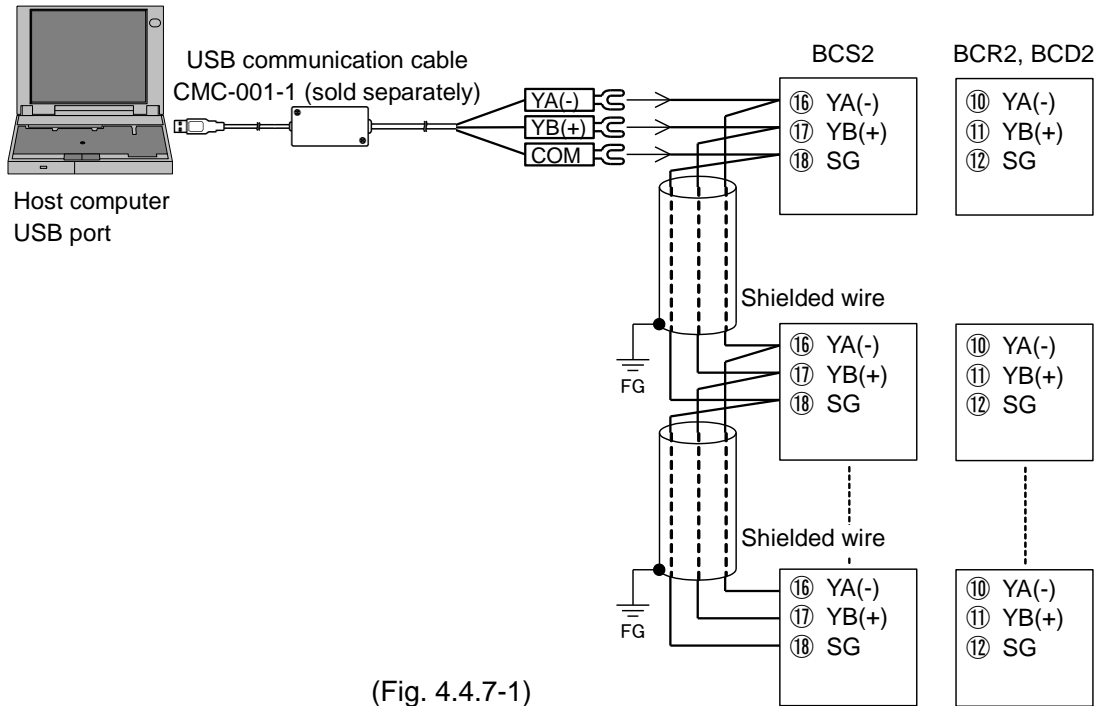 USB communication cable
CMC-001-1 (sold separately)
Host computer
USB port
YA(-)
YB(+)
COM
BCS2
BCR2, BCD2
⑯ YA(-)
⑰ YB(+)
⑱ SG
⑩ YA(-)
⑪ YB(+)
⑫ SG
Shielded wire
FG
⑯ YA(-)
⑰ YB(+)
⑱ SG
⑩ YA(-)
⑪ YB(+)
⑫ SG
Shielded wire
FG
⑯ YA(-)
⑰ YB(+)
⑱ SG
⑩ YA(-)
⑪ YB(+)
⑫ SG
(Fig. 4.4.7-1)